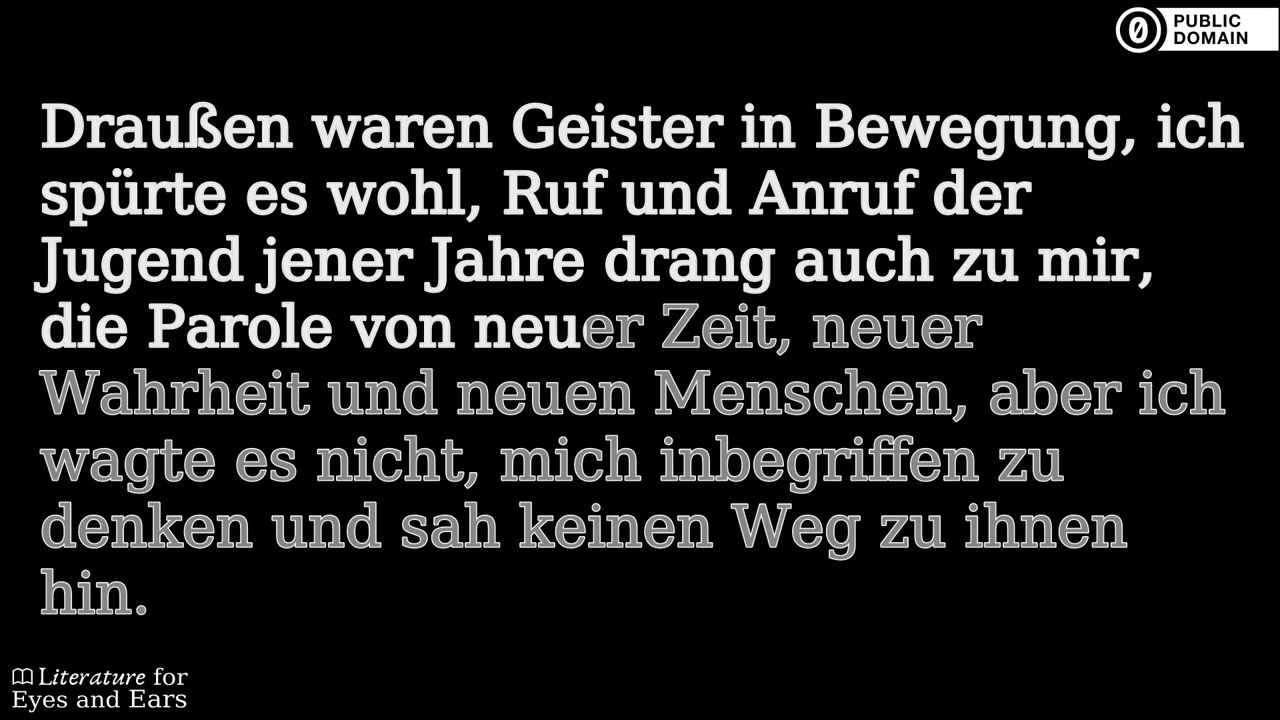 PUBLIC
DOMAIN
Draußen waren Geister in Bewegung, ich
spürte es wohl, Ruf und Anruf der
Jugend jener Jahre drang auch zu mir,
die Parole von neuer Zeit, neuer
Wahrheit und neuen Menschen, aber ich
wagte es nicht, mich inbegriffen zu
denken und sah keinen Weg zu ihnen
hin.
Literature for
Eyes and Ears